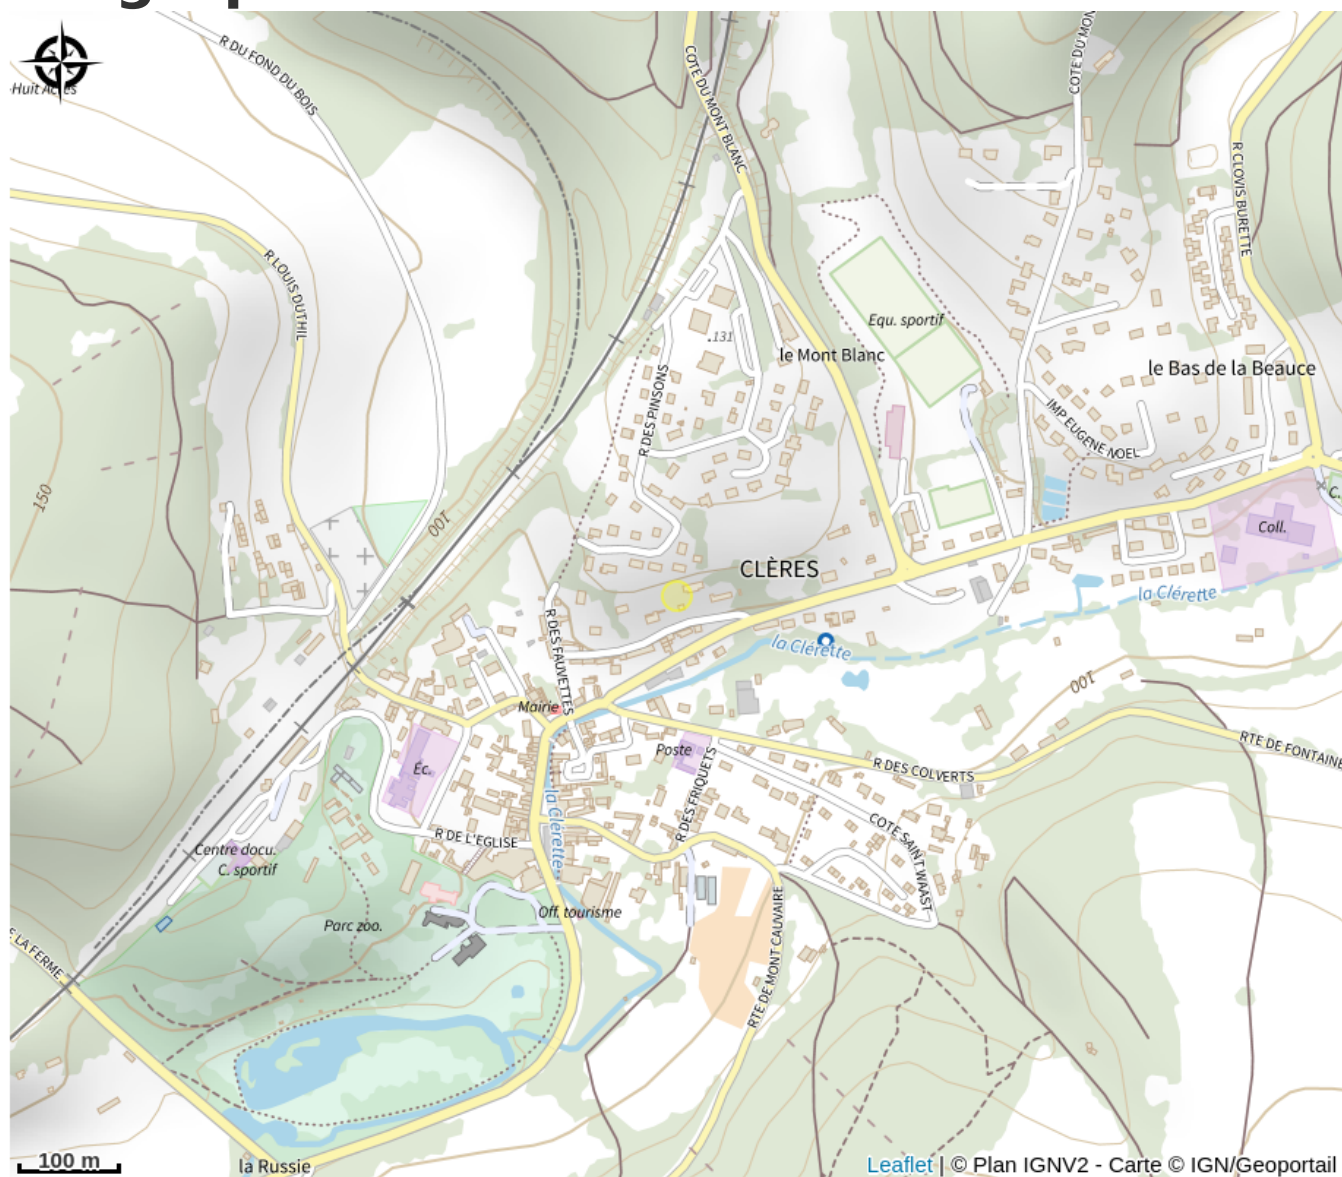 R DU FOND DU BOIS
COTE DU MONT BLANC
COTE DU MON
-Huit Acres
R CLOVIS BURETTE
R LOUIS DUTHIL
Equ. sportif
.131
le Mont Blanc
le Bas de la Beauce
R DES PINSONS
IMP EUGENE NOEL
150
100
C.
Coll.
CLÈRES
la Clérette
R DES FAUVETTES
la Clérette
100
Mairie
Poste
RTE DE FONTAINE
Éc.
R DES COLVERTS
R DES FRIQUETS
la Clérette
R DE L'EGLISE
COTE SAINT WAAST
Centre docu.
C. sportif
Off. tourisme
Parc zoo.
E LA FERME
RTE DE MONT CAUVAIRE
100 m
la Russie
Leaflet | © Plan IGNV2 - Carte © IGN/Geoportail